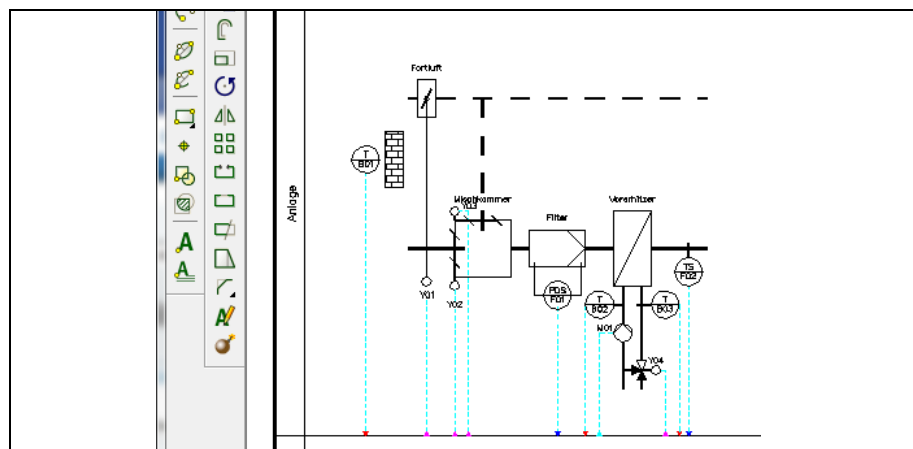 Fortluft
T
B01
Anlage
Mischkammer
Y03
Filter
Vorerhitzer
TS
F02
Y01
Y02
PDS
F01
T
B02
T
B03
M01
Y04
A
A
A